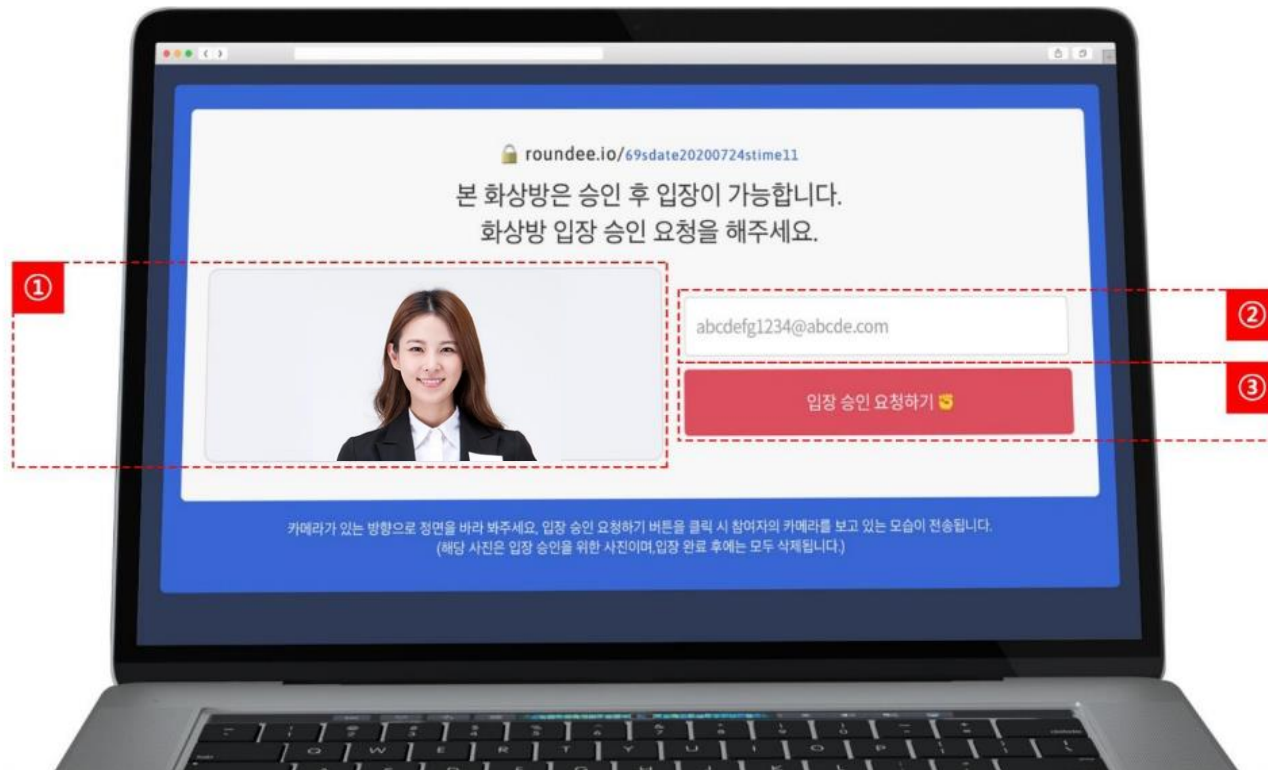 🔒 roundee.io/69sdate20200724stime11
본 화상방은 승인 후 입장이 가능합니다.
화상방 입장 승인 요청을 해주세요.
①
②
abcdefg1234@abcde.com
③
입장 승인 요청하기 ✊
카메라가 있는 방향으로 정면을 바라 봐주세요, 입장 승인 요청하기 버튼을 클릭 시 참여자의 카메라를 보고 있는 모습이 전송됩니다.
(해당 사진은 입장 승인을 위한 사진이며,입장 완료 후에는 모두 삭제됩니다.)
Q W E R T Y U I O P